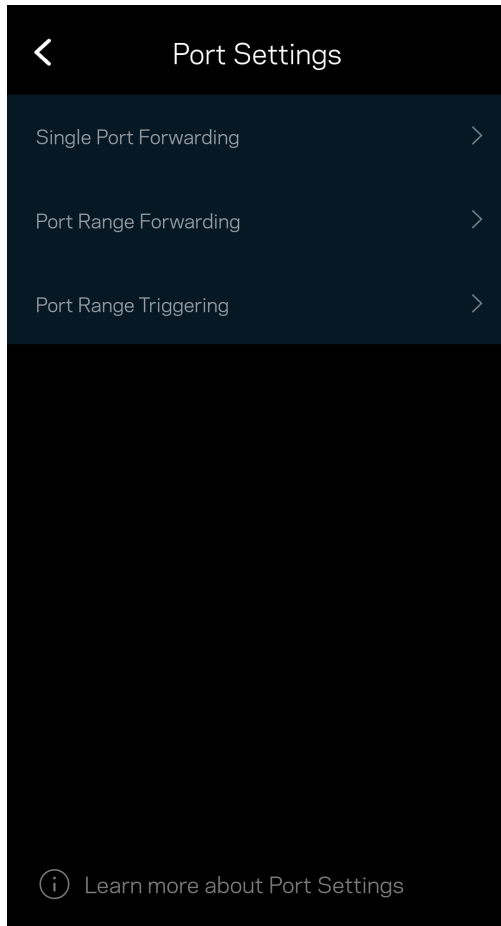 Port Settings
Single Port Forwarding
Port Range Forwarding
Port Range Triggering
Learn more about Port Settings